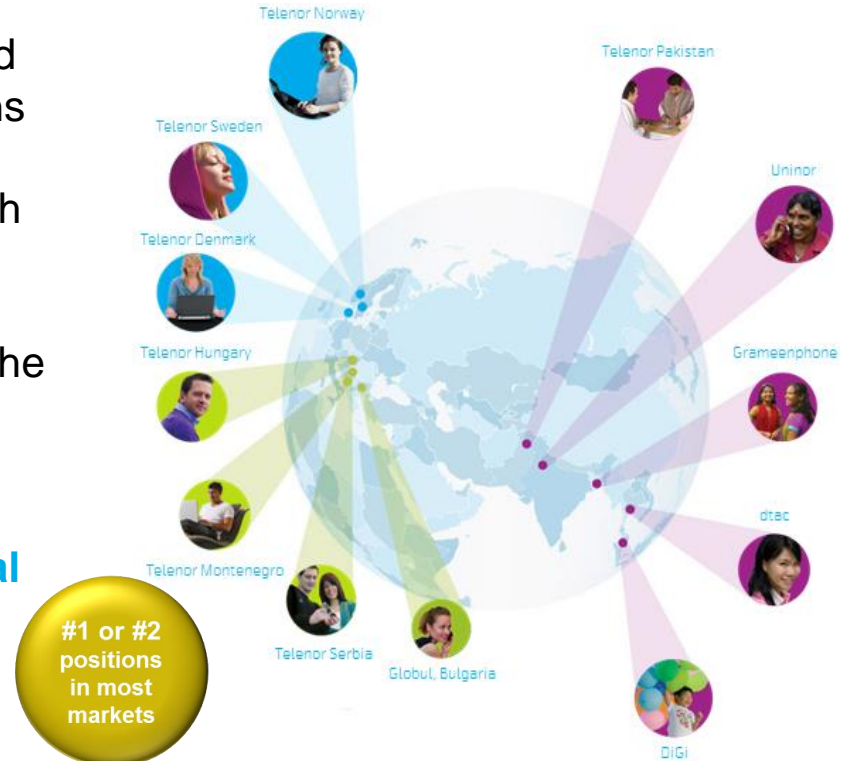 Telenor Norway
Telenor Pakistan
Telenor Sweden
Uninor
Telenor Denmark
he
Telenor Hungary
Grameenphone
dtac
Telenor Montenegro
#1 or #2
positions
in most
markets
Telenor Serbia
Globul, Bulgaria
DiGi